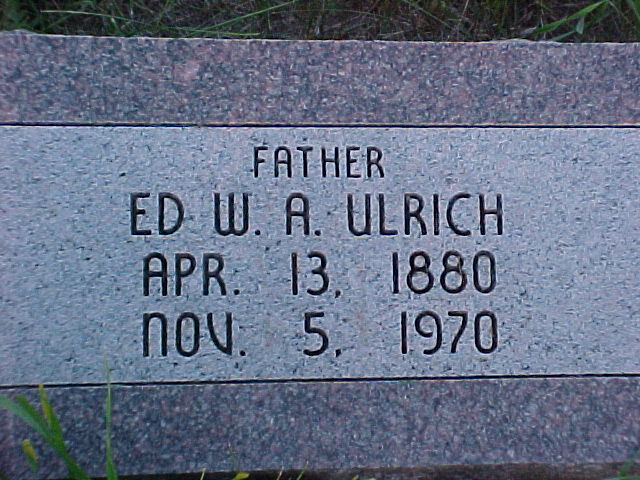 FATHER
ED W. A. ULRICH
APR. 13, 1880
NOV. 5, 1970